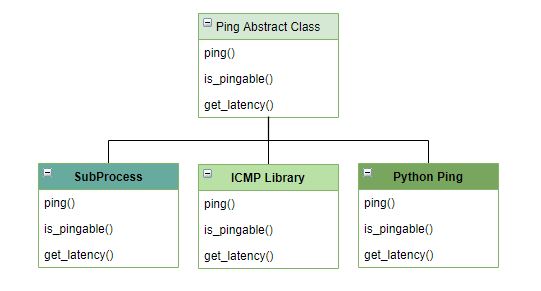 Ping Abstract Class
ping()
is_pingable()
get_latency()
SubProcess
ping()
is_pingable()
get_latency()
ICMP Library
ping()
is_pingable()
get_latency()
Python Ping
ping()
is_pingable()
get_latency()